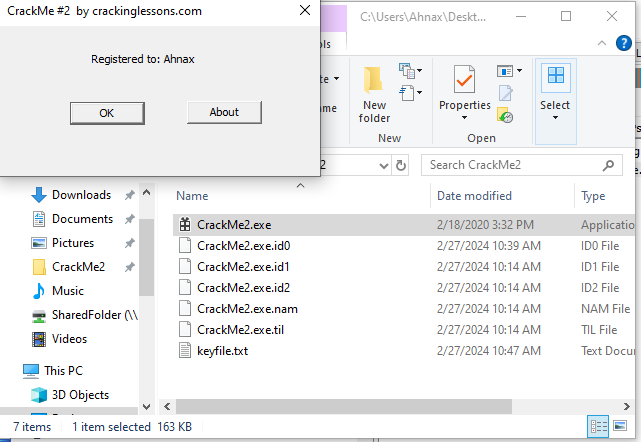 CrackMe #2 by crackinglessons.com
Registered to: Ahnax
OK
About
C:\Users\Ahnax\Deskt...
New
folder
Properties
Select
New
Open
Search CrackMe2
Name
Date modified
Type
CrackMe2.exe 2/18/2020 3:32 PM Application
CrackMe2.exe.id0 2/27/2024 10:39 AM ID0 File
CrackMe2.exe.id1 2/27/2024 10:14 AM ID1 File
CrackMe2.exe.id2 2/27/2024 10:14 AM ID2 File
CrackMe2.exe.nam 2/27/2024 10:14 AM NAM File
CrackMe2.exe.til 2/27/2024 10:14 AM TIL File
keyfile.txt 2/27/2024 10:47 AM Text Docu
Downloads
Documents
Pictures
CrackMe2
Music
SharedFolder (\\
Videos
This PC
3D Objects
7 items
1 item selected 163 KB